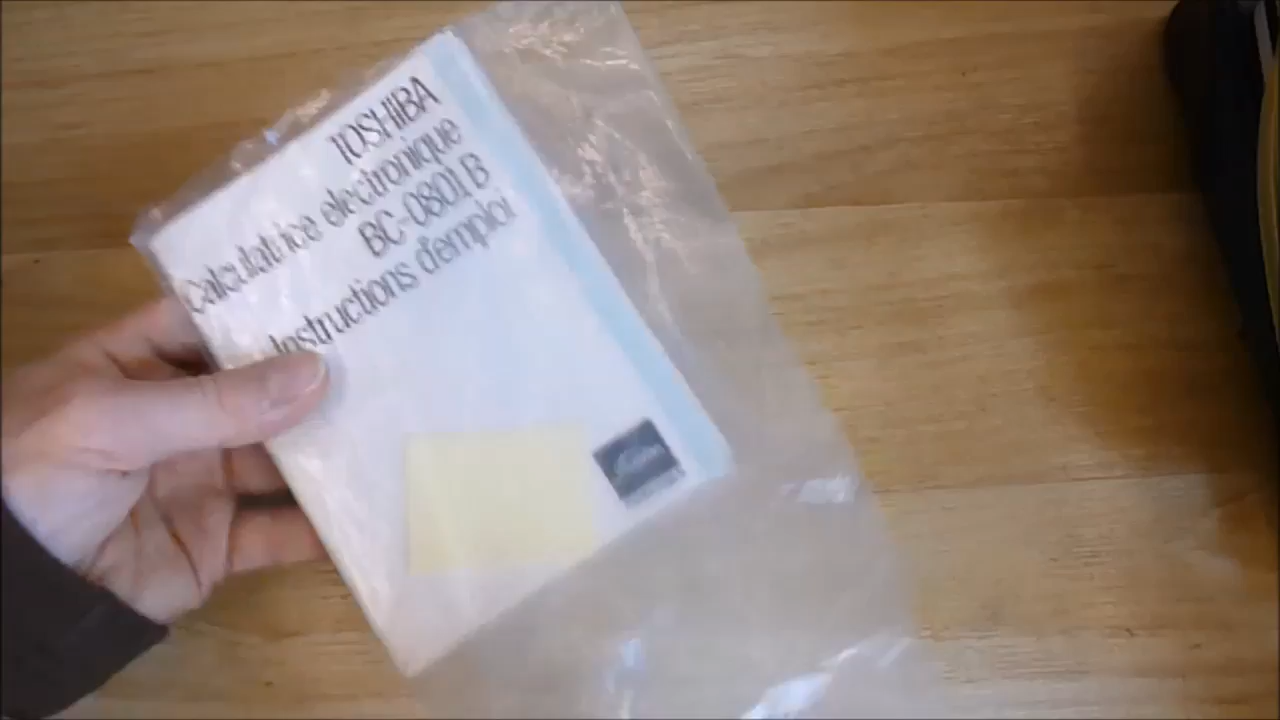 TOSHIBA
Calculatrice electronique
BC-0801B
Instructions d'emploi